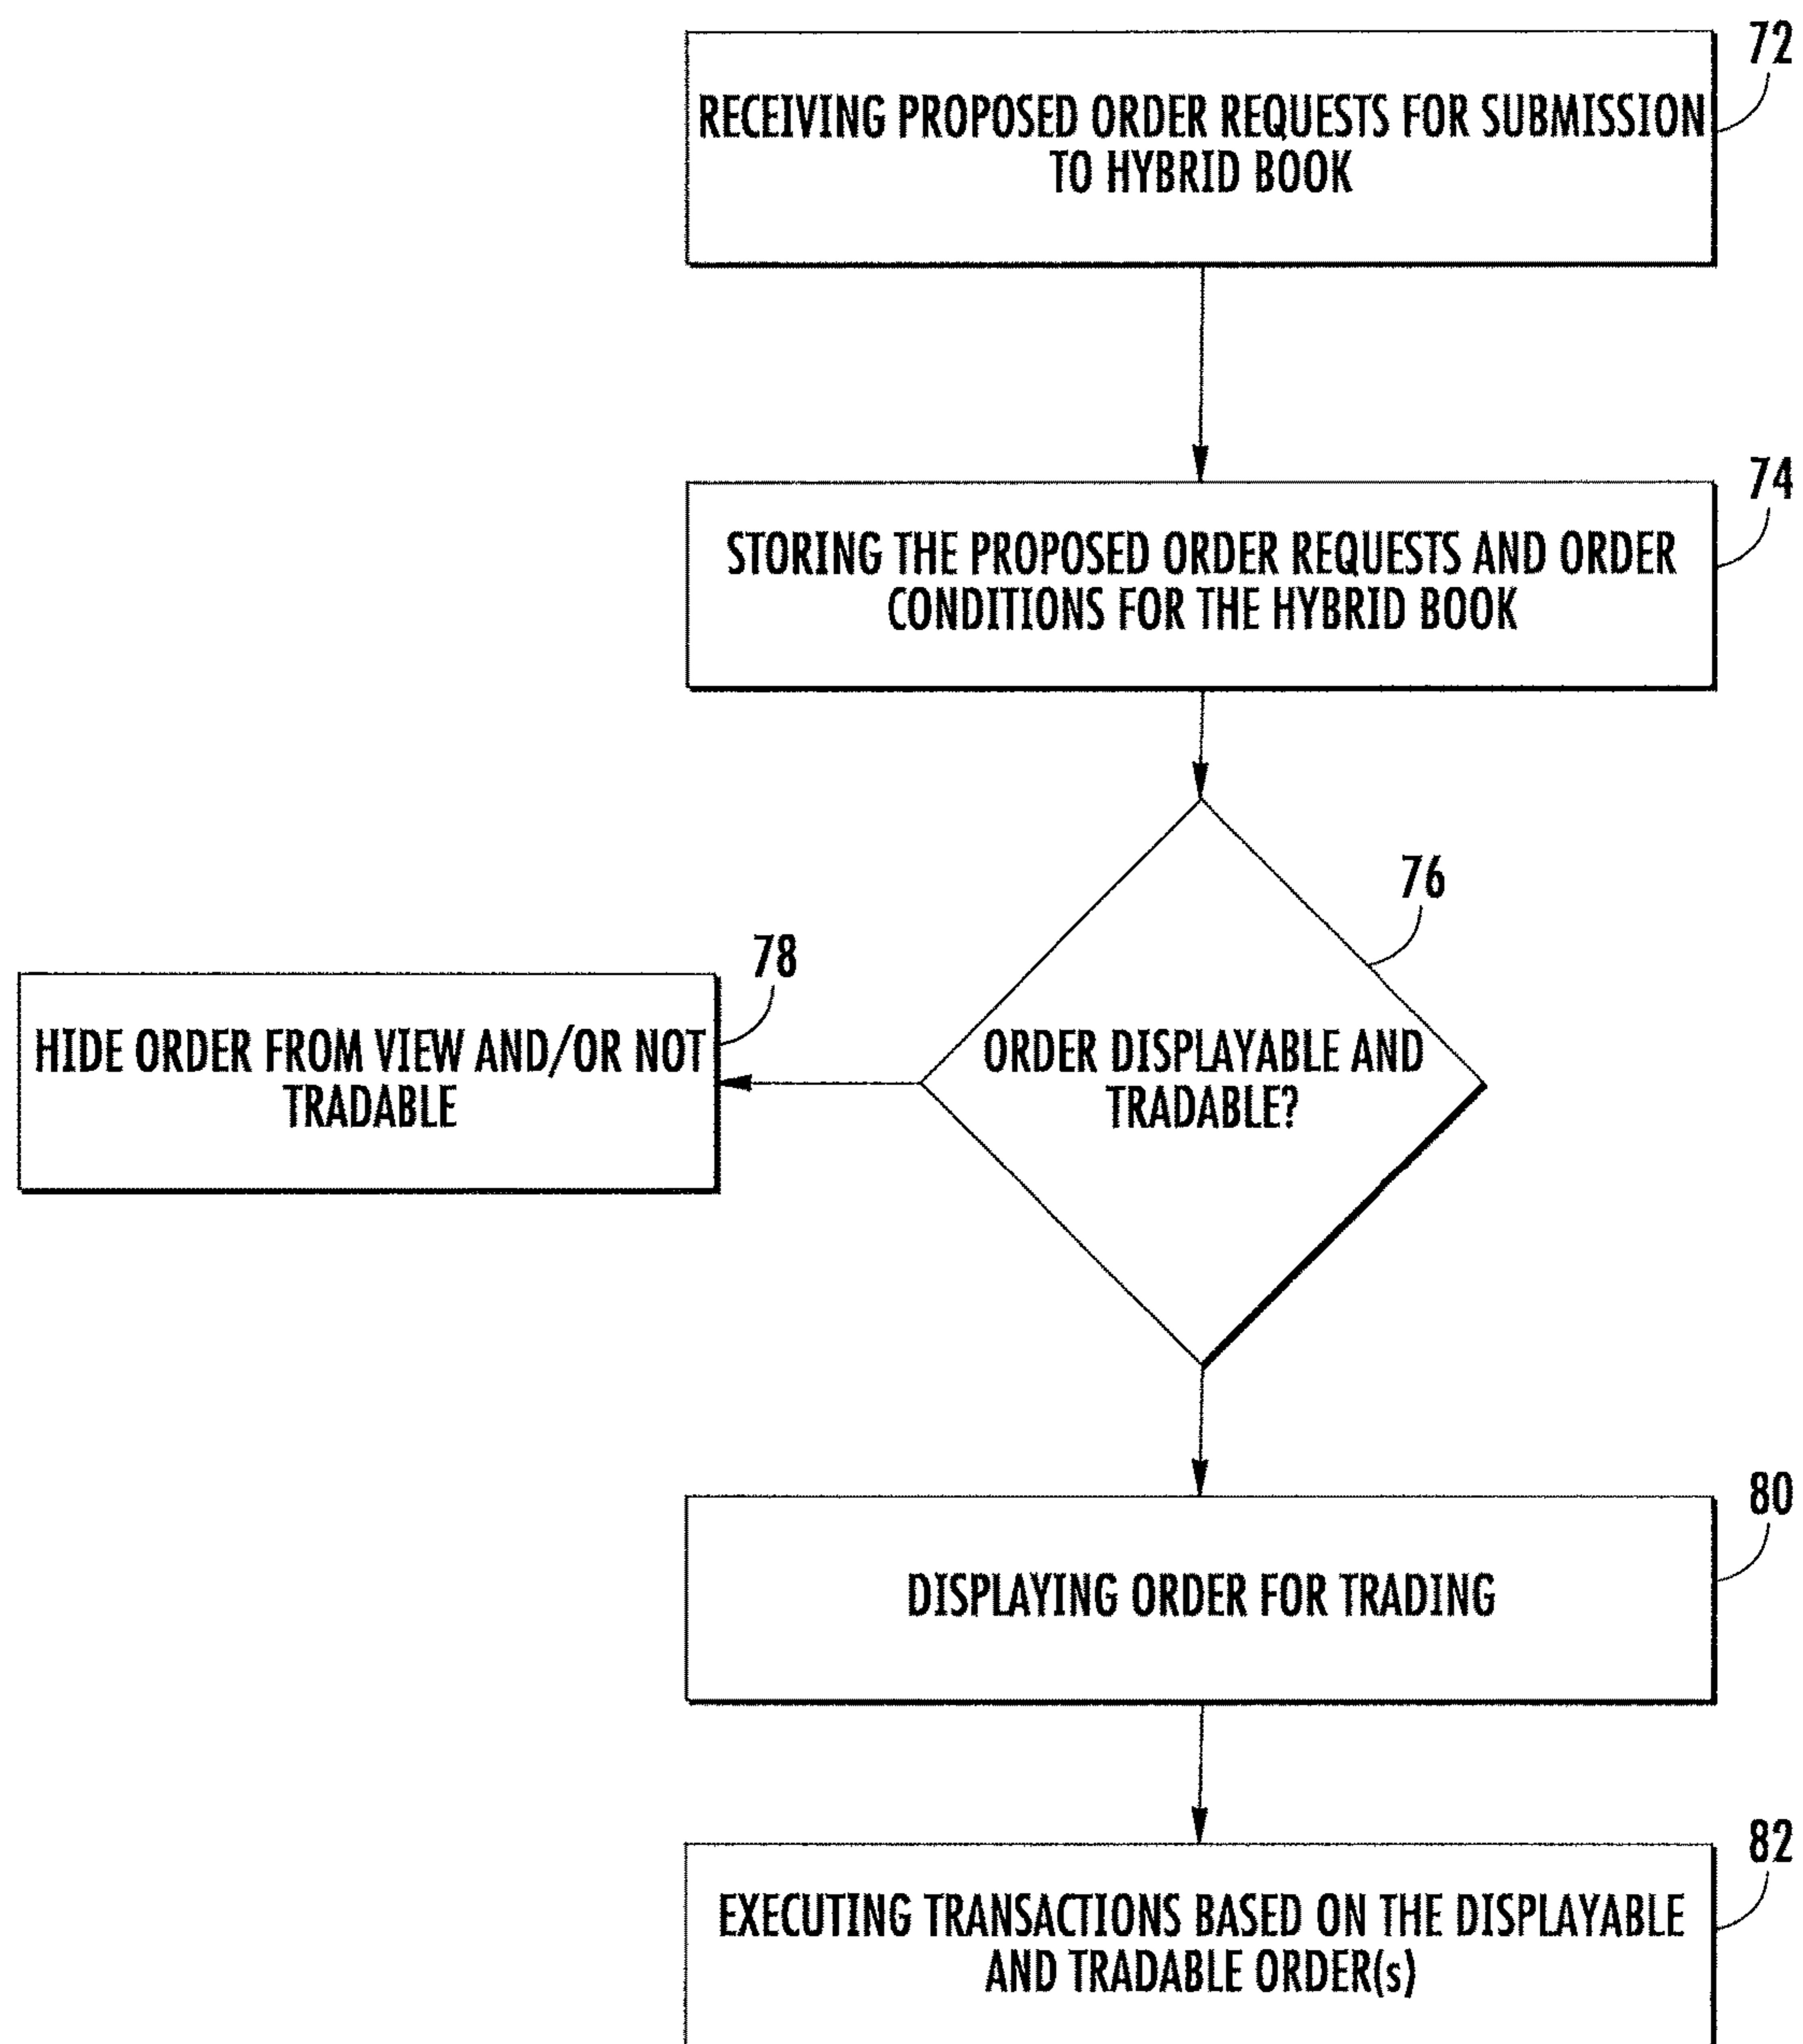 72
RECEIVING PROPOSED ORDER REQUESTS FOR SUBMISSION
TO HYBRID BOOK
74
STORING THE PROPOSED ORDER REQUESTS AND ORDER
CONDITIONS FOR THE HYBRID BOOK
76
ORDER DISPLAYABLE AND
TRADABLE?
78
HIDE ORDER FROM VIEW AND/OR NOT
TRADABLE
80
DISPLAYING ORDER FOR TRADING
82
EXECUTING TRANSACTIONS BASED ON THE DISPLAYABLE
AND TRADABLE ORDER(s)